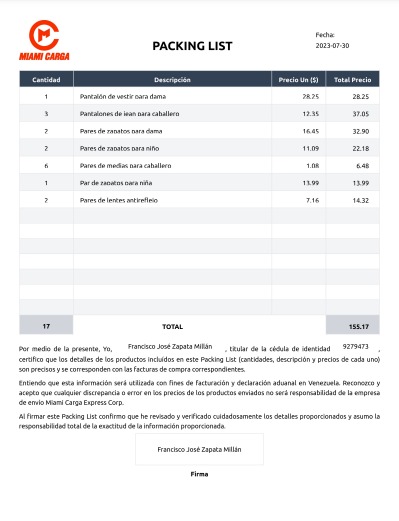 Fecha:
PACKING LIST
2023-07-30
MIAMI CARGA
Cantidad Descripción Precio Un ($) Total Precio
1 Pantalón de vestir para dama 28.25 28.25
3 Pantalones de jean para caballero 12.35 37.05
2 Pares de zapatos para dama 16.45 32.90
2 Pares de zapatos para niño 11.09 22.18
6 Pares de medias para caballero 1.08 6.48
1 Par de zapatos para niña 13.99 13.99
2 Pares de lentes antireflejo 7.16 14.32
17 TOTAL 155.17
Por medio de la presente, Yo, Francisco José Zapata Millán , titular de la cédula de identidad 9279473 ,
certifico que los detalles de los productos incluidos en este Packing List (cantidades, descripción y precios de cada uno)
son precisos y se corresponden con las facturas de compra correspondientes.
Entiendo que esta información será utilizada con fines de facturación y declaración aduanal en Venezuela. Reconozco y
acepto que cualquier discrepancia o error en los precios de los productos enviados no será responsabilidad de la empresa
de envío Miami Carga Express Corp.
Al firmar este Packing List confirmo que he revisado y verificado cuidadosamente los detalles proporcionados y asumo la
responsabilidad total de la exactitud de la información proporcionada.
Francisco José Zapata Millán
Firma